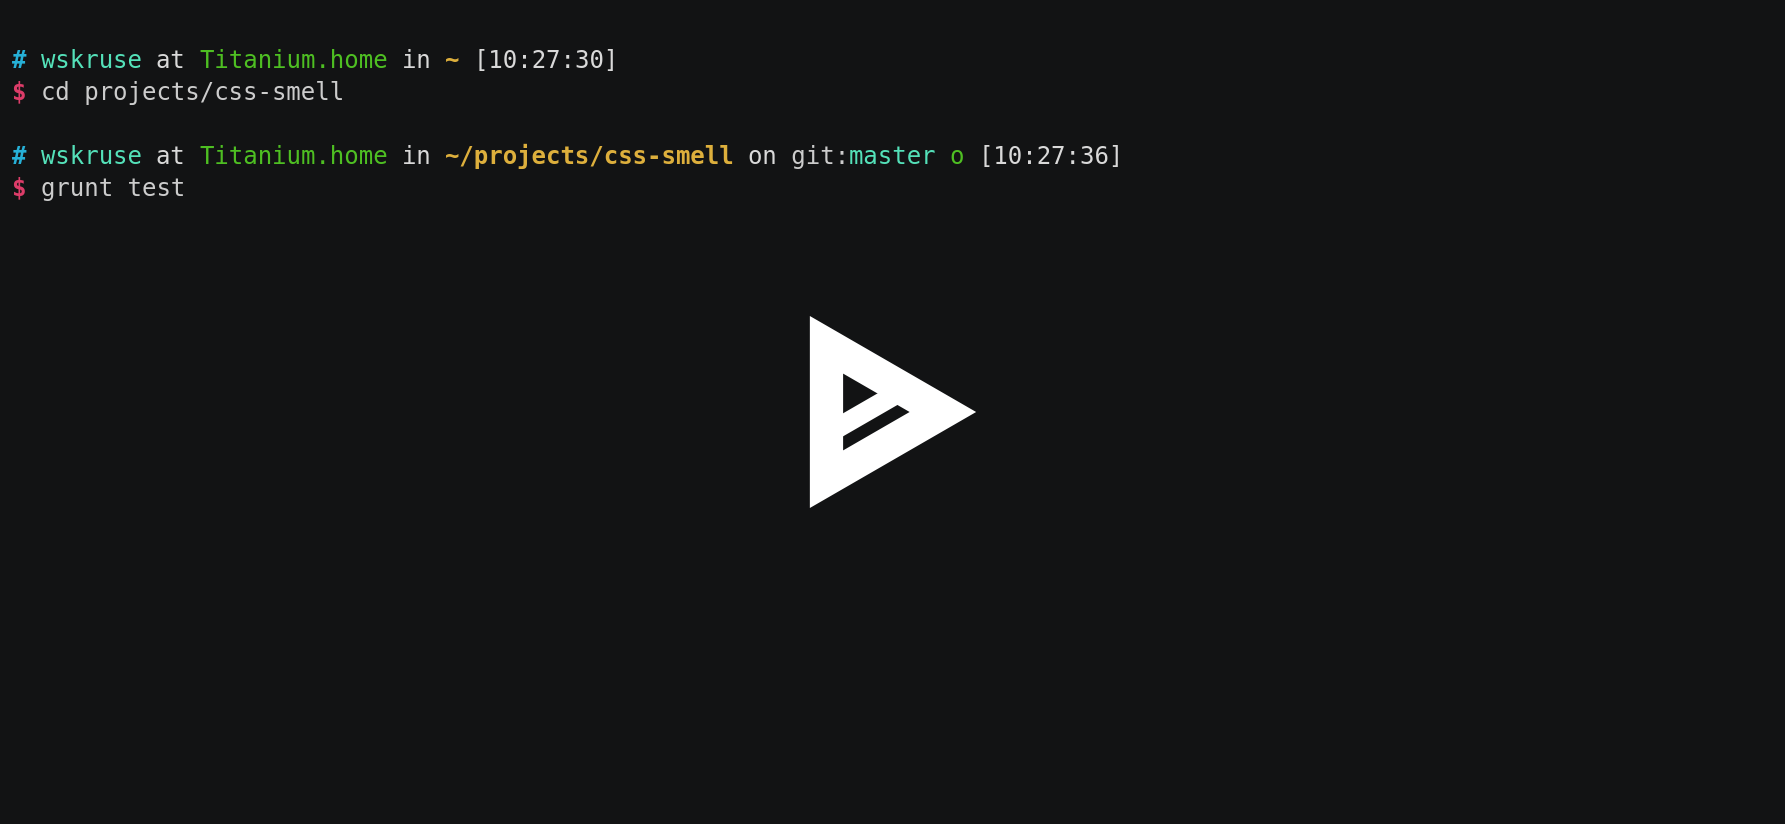 # wskruse at Titanium.home in ~ [10:27:30]
$ cd projects/css-smell
# wskruse at Titanium.home in ~/projects/css-smell on git:master o [10:27:36]
$ grunt test